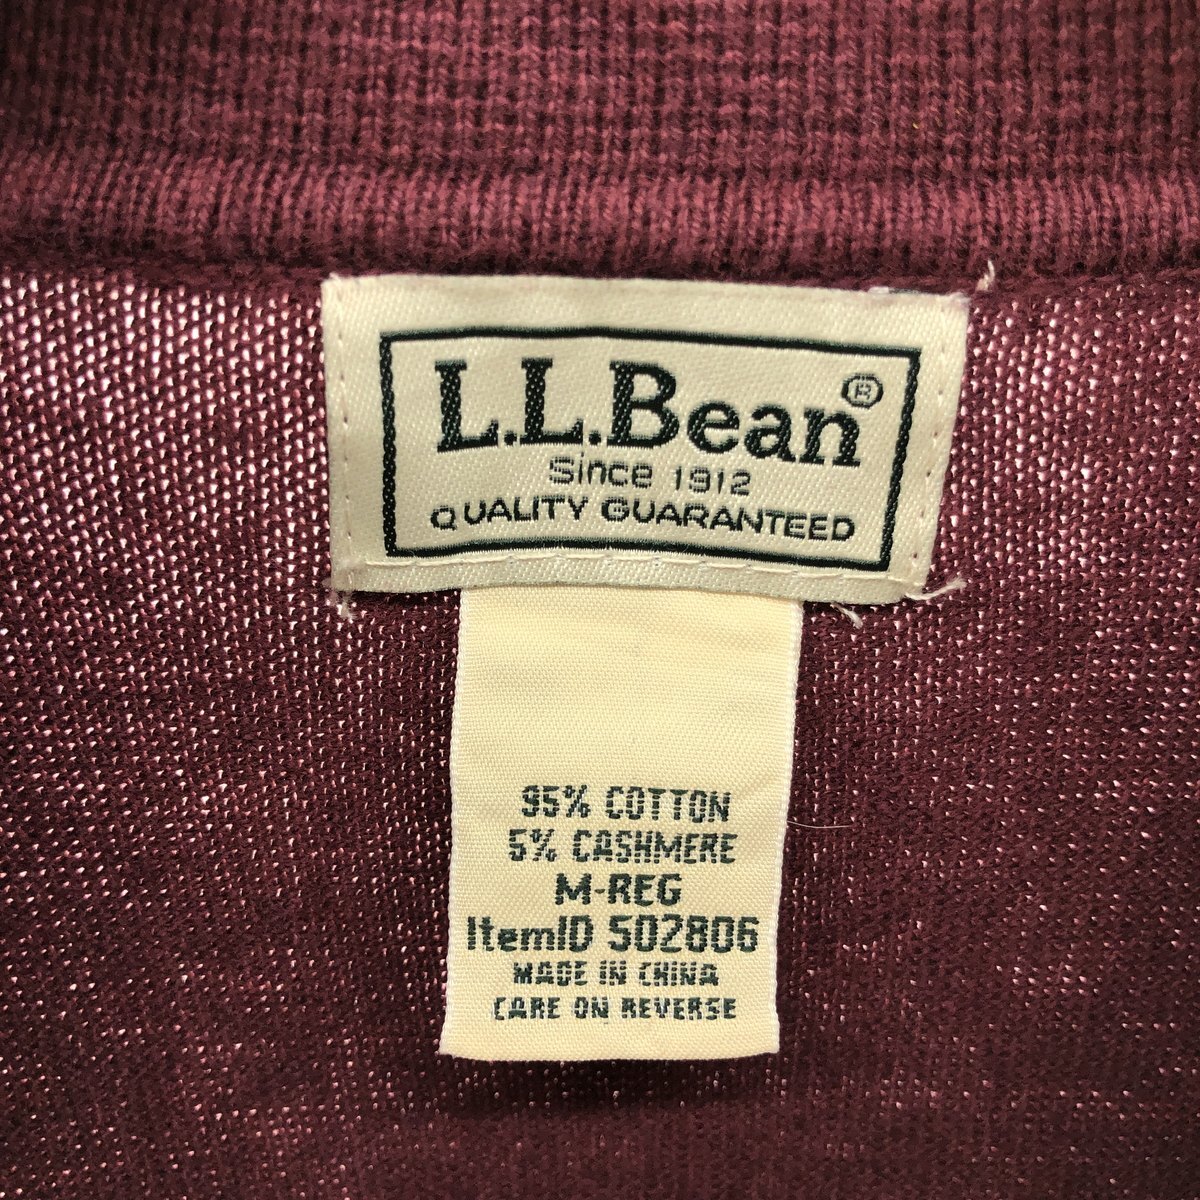 L.L.Bean®
Since 1912
QUALITY GUARANTEED
95% COTTON
5% CASHMERE
M-REG
ItemID 502806
MADE IN CHINA
CARE ON REVERSE